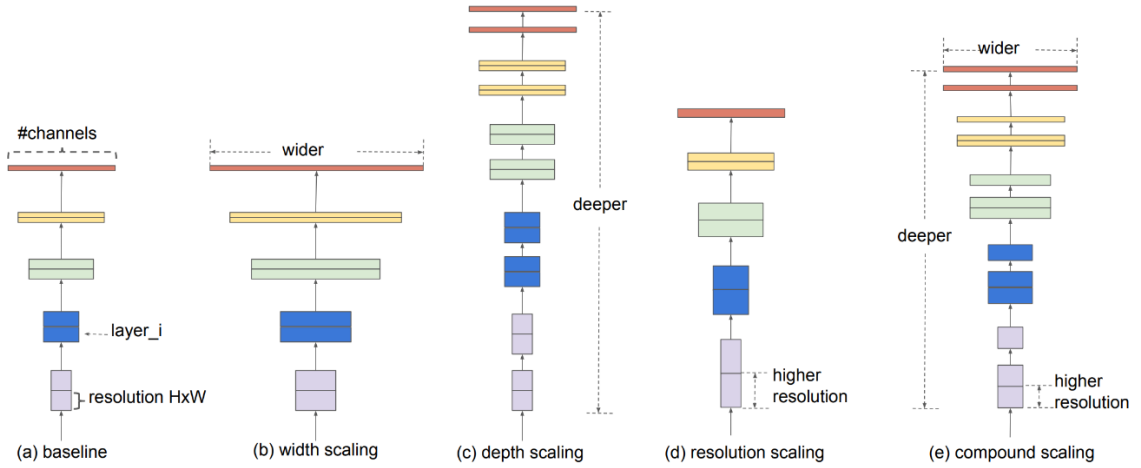 #channels
layer_i
resolution HxW
(a) baseline
wider
(b) width scaling
deeper
(c) depth scaling
higher
resolution
(d) resolution scaling
wider
deeper
higher
resolution
(e) compound scaling